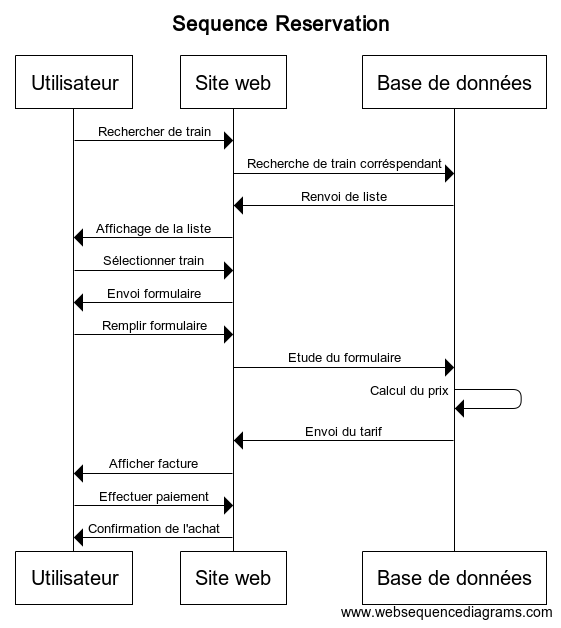 Sequence Reservation
Utilisateur Site web Base de données
Rechercher de train
Recherche de train corréspendant
Renvoi de liste
Affichage de la liste
Sélectionner train
Envoi formulaire
Remplir formulaire
Etude du formulaire
Calcul du prix
Envoi du tarif
Afficher facture
Effectuer paiement
Confirmation de l'achat
Utilisateur Site web Base de données
www.websequencediagrams.com